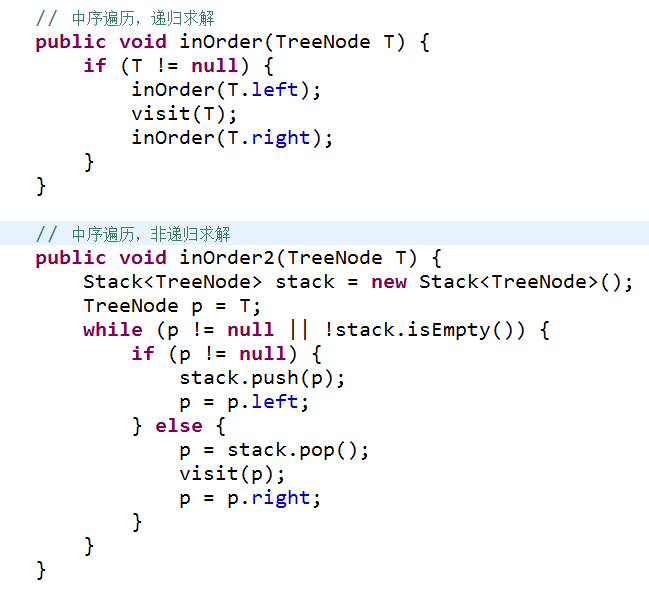 // 中序遍历，递归求解
public void inOrder(TreeNode T) {
    if (T != null) {
        inOrder(T.left);
        visit(T);
        inOrder(T.right);
    }
}

// 中序遍历，非递归求解
public void inOrder2(TreeNode T) {
    Stack<TreeNode> stack = new Stack<TreeNode>();
    TreeNode p = T;
    while (p != null || !stack.isEmpty()) {
        if (p != null) {
            stack.push(p);
            p = p.left;
        } else {
            p = stack.pop();
            visit(p);
            p = p.right;
        }
    }
}